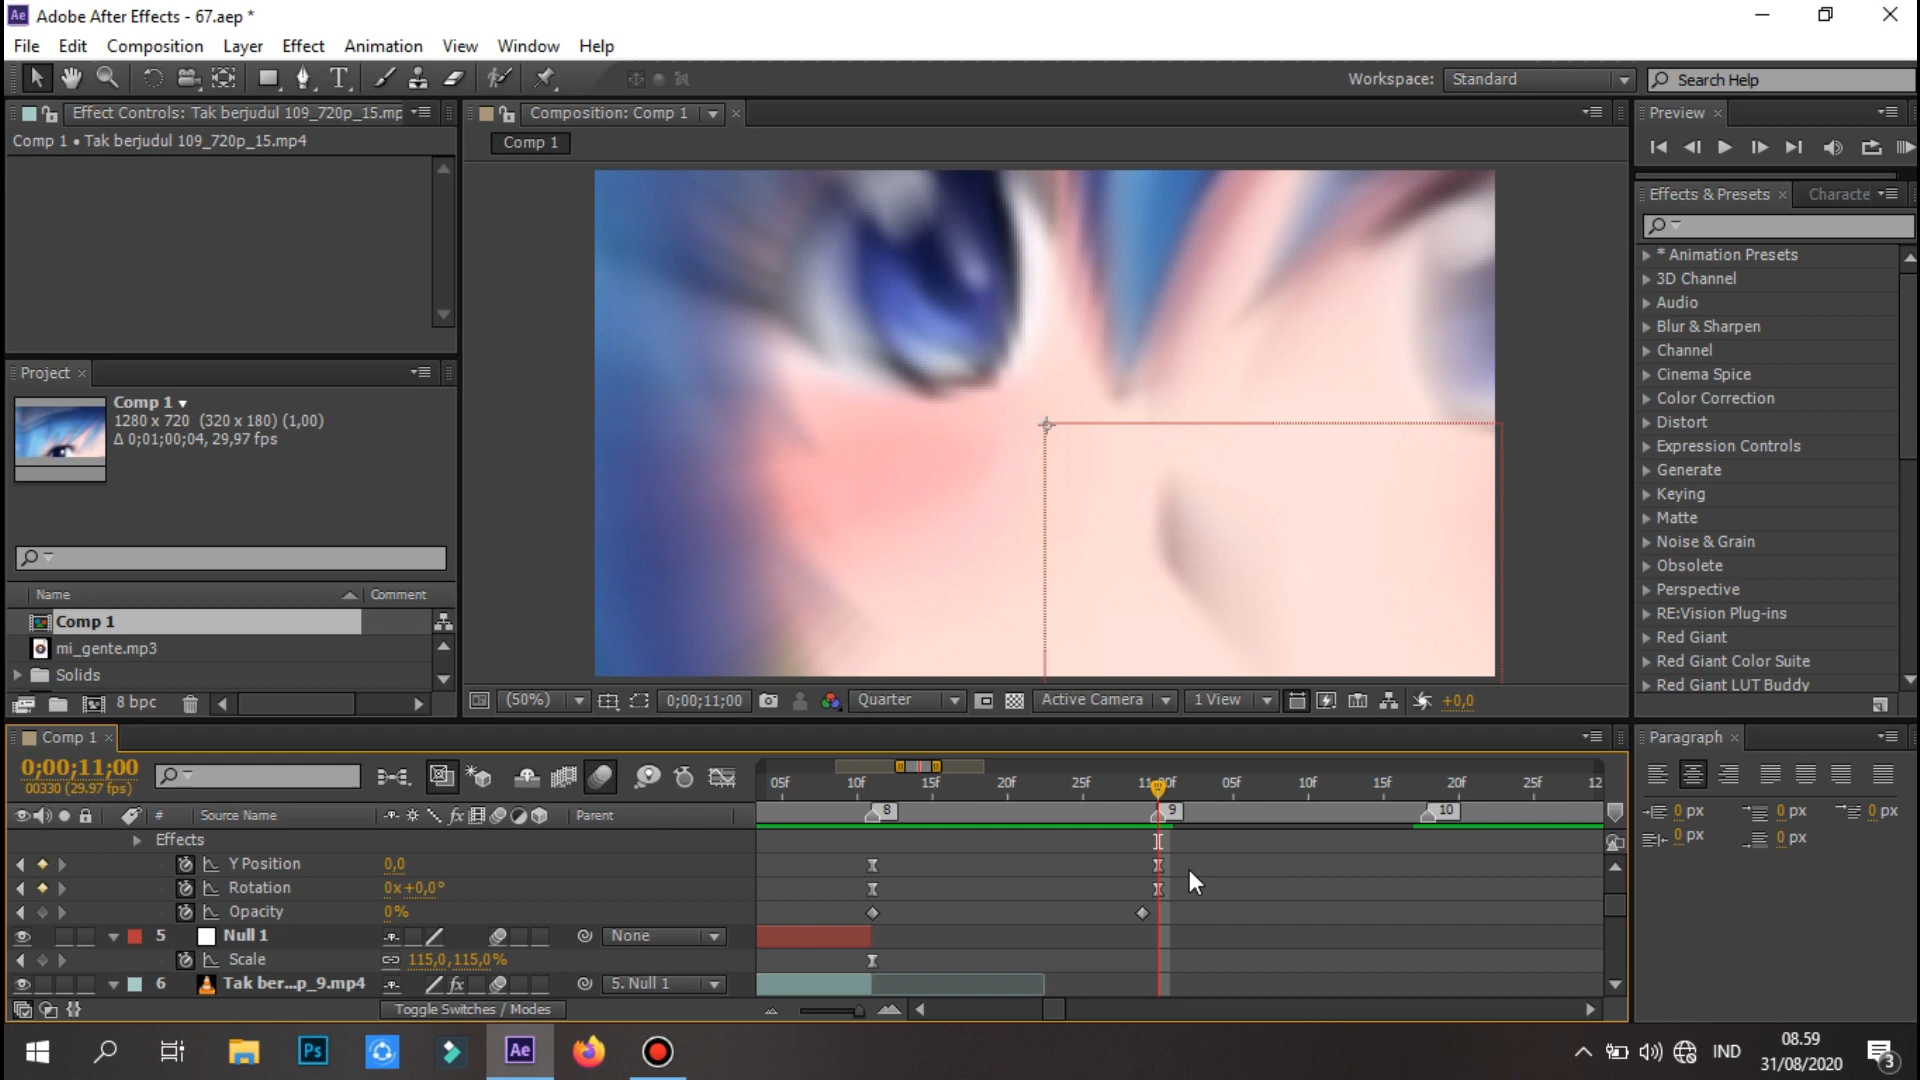 Ae Adobe After Effects - 67.aep *
File Edit Composition Layer Effect Animation View Window Help
T Workspace: Standard Search Help
Effect Controls: Tak berjudul 109_720p_15.mp
Comp 1 • Tak berjudul 109_720p_15.mp4
Composition: Comp 1
Comp 1
Preview
Effects & Presets Characte
* Animation Presets
3D Channel
Audio
Blur & Sharpen
Channel
Cinema Spice
Color Correction
Distort
Expression Controls
Generate
Keying
Matte
Noise & Grain
Obsolete
Perspective
RE:Vision Plug-ins
Red Giant
Red Giant Color Suite
Red Giant LUT Buddy
Project
Comp 1
1280 x 720 (320 x 180) (1,00)
Δ 0;01;00;04, 29,97 fps
Name Comment
Comp 1
mi_gente.mp3
Solids
8 bpc
(50%) 0;00;11;00 Quarter Active Camera 1 View +0,0
Comp 1
0;00;11;00
00330 (29.97 fps)
05f 10f 15f 20f 25f 11:00f 05f 10f 15f 20f 25f 12
# Source Name fx Parent
8 9 10
Effects
Y Position 0,0
Rotation 0x+0,0°
Opacity 0%
5 Null 1 None
Scale 115,0,115,0%
6 Tak ber...p_9.mp4 fx 5. Null 1
Toggle Switches / Modes
Paragraph
0 px 0 px 0 px
0 px 0 px
Ps Ae IND
08.59
31/08/2020
3